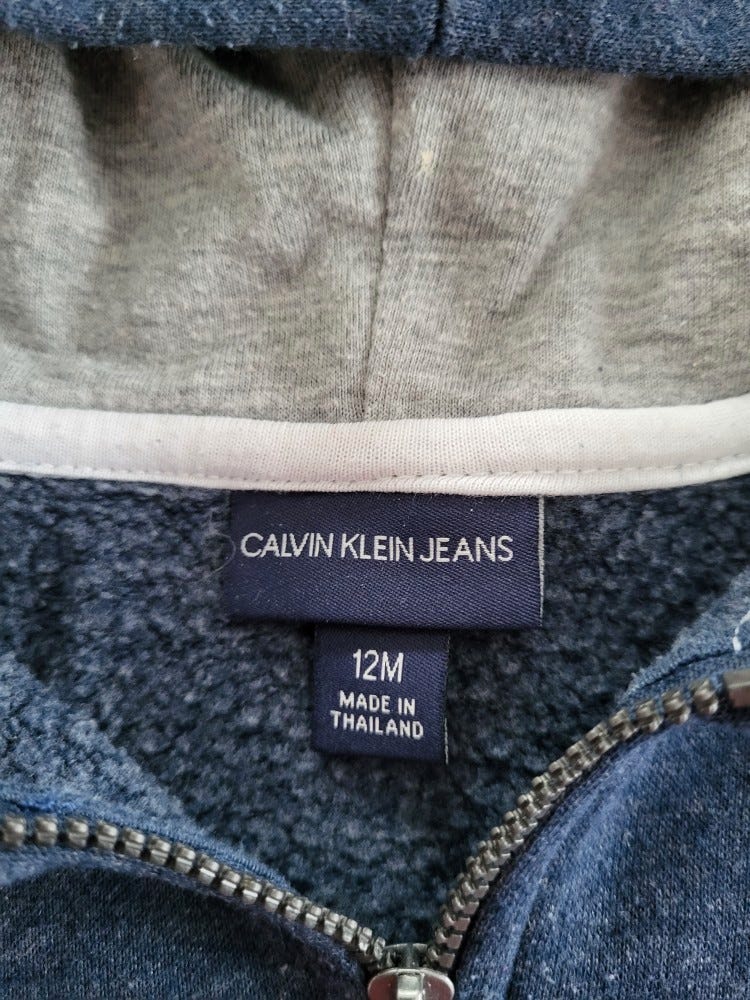 CALVIN KLEIN JEANS
12M
MADE IN
THAILAND